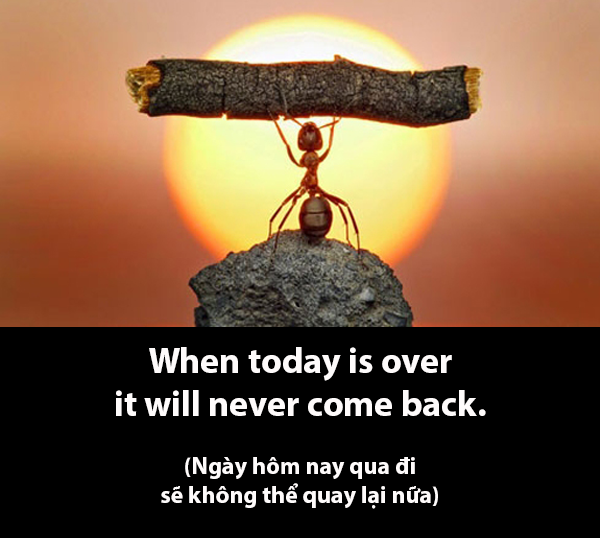 When today is over
it will never come back.
(Ngày hôm nay qua đi
sẽ không thể quay lại nữa)